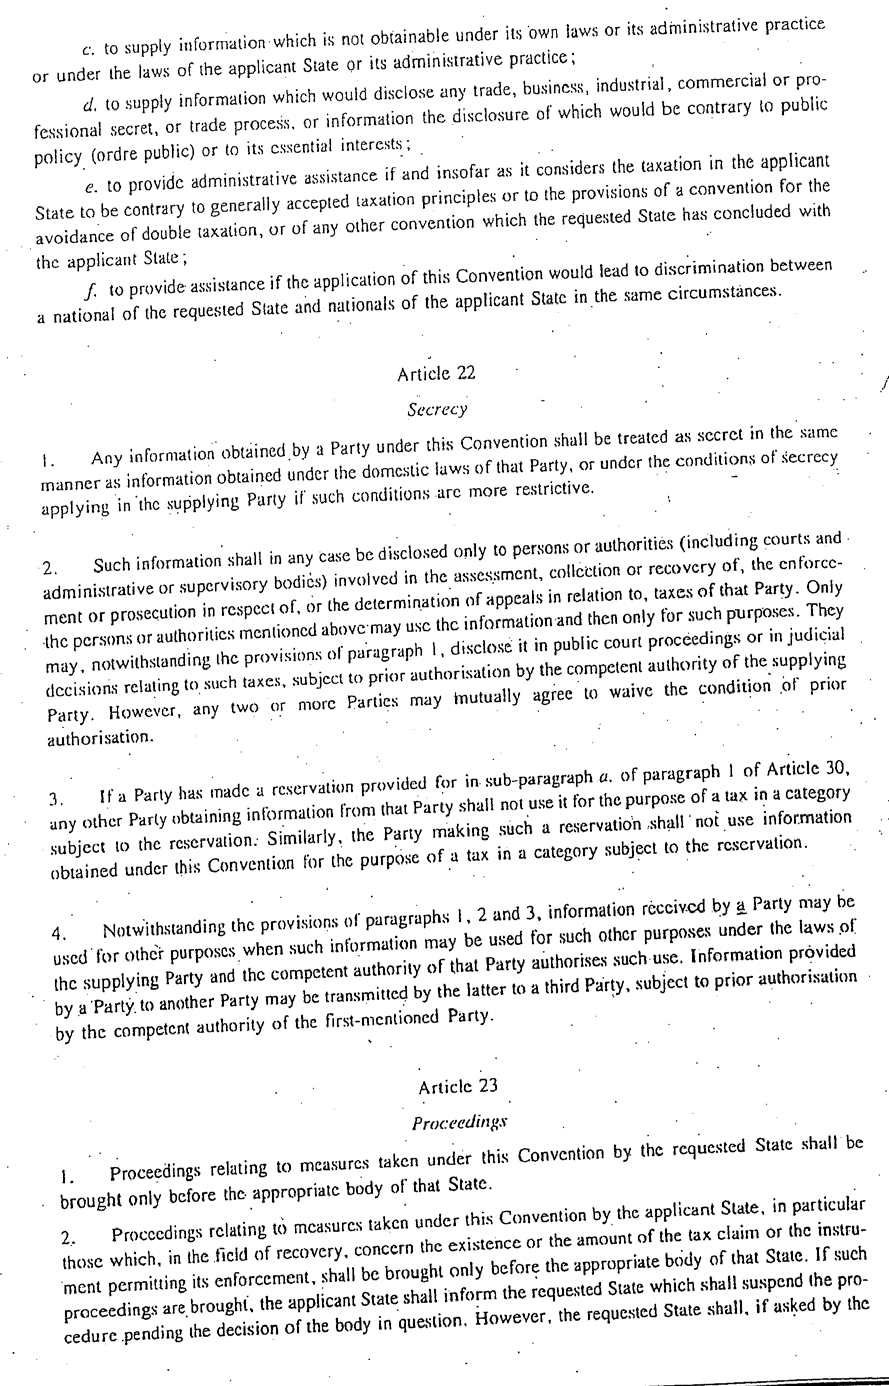 c. to supply information which is not obtainable under its own laws or its administrative practice
or under the laws of the applicant State or its administrative practice;
d. to supply information which would disclose any trade, business, industrial, commercial or pro-
fessional secret, or trade process, or information the disclosure of which would be contrary to public
policy (ordre public) or to its essential interests;
e. to provide administrative assistance if and insofar as it considers the taxation in the applicant
State to be contrary to generally accepted taxation principles or to the provisions of a convention for the
avoidance of double taxation, or of any other convention which the requested State has concluded with
the applicant State;
f. to provide assistance if the application of this Convention would lead to discrimination between
a national of the requested State and nationals of the applicant State in the same circumstances.
Article 22
Secrecy
1. Any information obtained by a Party under this Convention shall be treated as secret in the same
manner as information obtained under the domestic laws of that Party, or under the conditions of secrecy
applying in the supplying Party if such conditions are more restrictive.
2. Such information shall in any case be disclosed only to persons or authorities (including courts and
administrative or supervisory bodies) involved in the assessment, collection or recovery of, the enforce-
ment or prosecution in respect of, or the determination of appeals in relation to, taxes of that Party. Only
the persons or authorities mentioned above may use the information and then only for such purposes. They
may, notwithstanding the provisions of paragraph 1, disclose it in public court proceedings or in judicial
decisions relating to such taxes, subject to prior authorisation by the competent authority of the supplying
Party. However, any two or more Parties may mutually agree to waive the condition of prior
authorisation.
3. If a Party has made a reservation provided for in sub-paragraph a. of paragraph 1 of Article 30,
any other Party obtaining information from that Party shall not use it for the purpose of a tax in a category
subject to the reservation. Similarly, the Party making such a reservation shall not use information
obtained under this Convention for the purpose of a tax in a category subject to the reservation.
4. Notwithstanding the provisions of paragraphs 1, 2 and 3, information received by a Party may be
used for other purposes when such information may be used for such other purposes under the laws of
the supplying Party and the competent authority of that Party authorises such use. Information provided
by a Party to another Party may be transmitted by the latter to a third Party, subject to prior authorisation
by the competent authority of the first-mentioned Party.
Article 23
Proceedings
1. Proceedings relating to measures taken under this Convention by the requested State shall be
brought only before the appropriate body of that State.
2. Proceedings relating to measures taken under this Convention by the applicant State, in particular
those which, in the field of recovery, concern the existence or the amount of the tax claim or the instru-
ment permitting its enforcement, shall be brought only before the appropriate body of that State. If such
proceedings are brought, the applicant State shall inform the requested State which shall suspend the pro-
cedure pending the decision of the body in question. However, the requested State shall, if asked by the